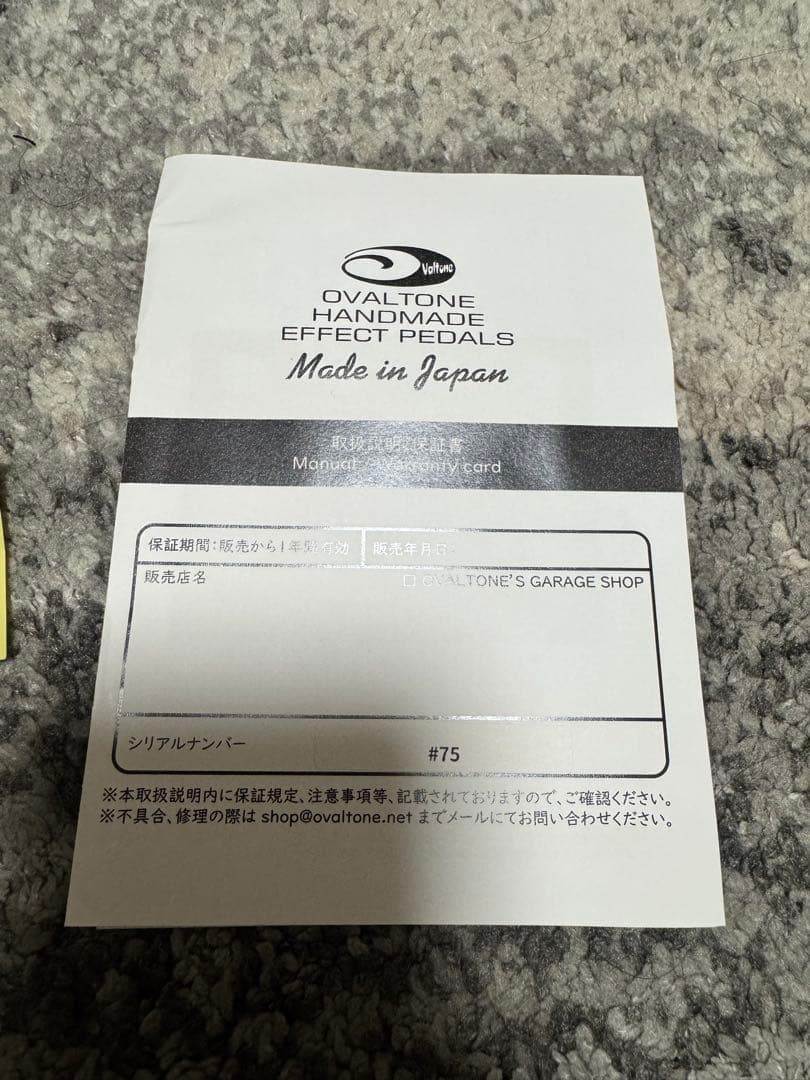 Valtone
OVALTONE
HANDMADE
EFFECT PEDALS
Made in Japan
取扱説明/保証書
Manual / Warranty card
保証期間:販売から1年間有効
販売年月日:
販売店名
□ OVALTONE'S GARAGE SHOP
シリアルナンバー
#75
※本取扱説明内に保証規定、注意事項等、記載されておりますので、ご確認ください。
※不具合、修理の際は shop@ovaltone.net までメールにてお問い合わせください。